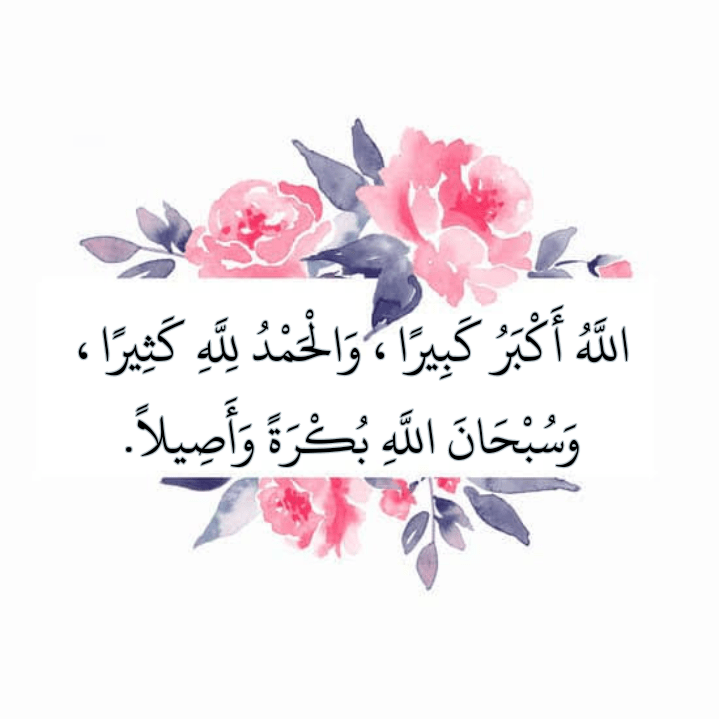 اللَّهُ أَكْبَرُ كَبِيرًا ، وَالْحَمْدُ لِلَّهِ كَثِيرًا ،
وَسُبْحَانَ اللَّهِ بُكْرَةً وَأَصِيلاً.